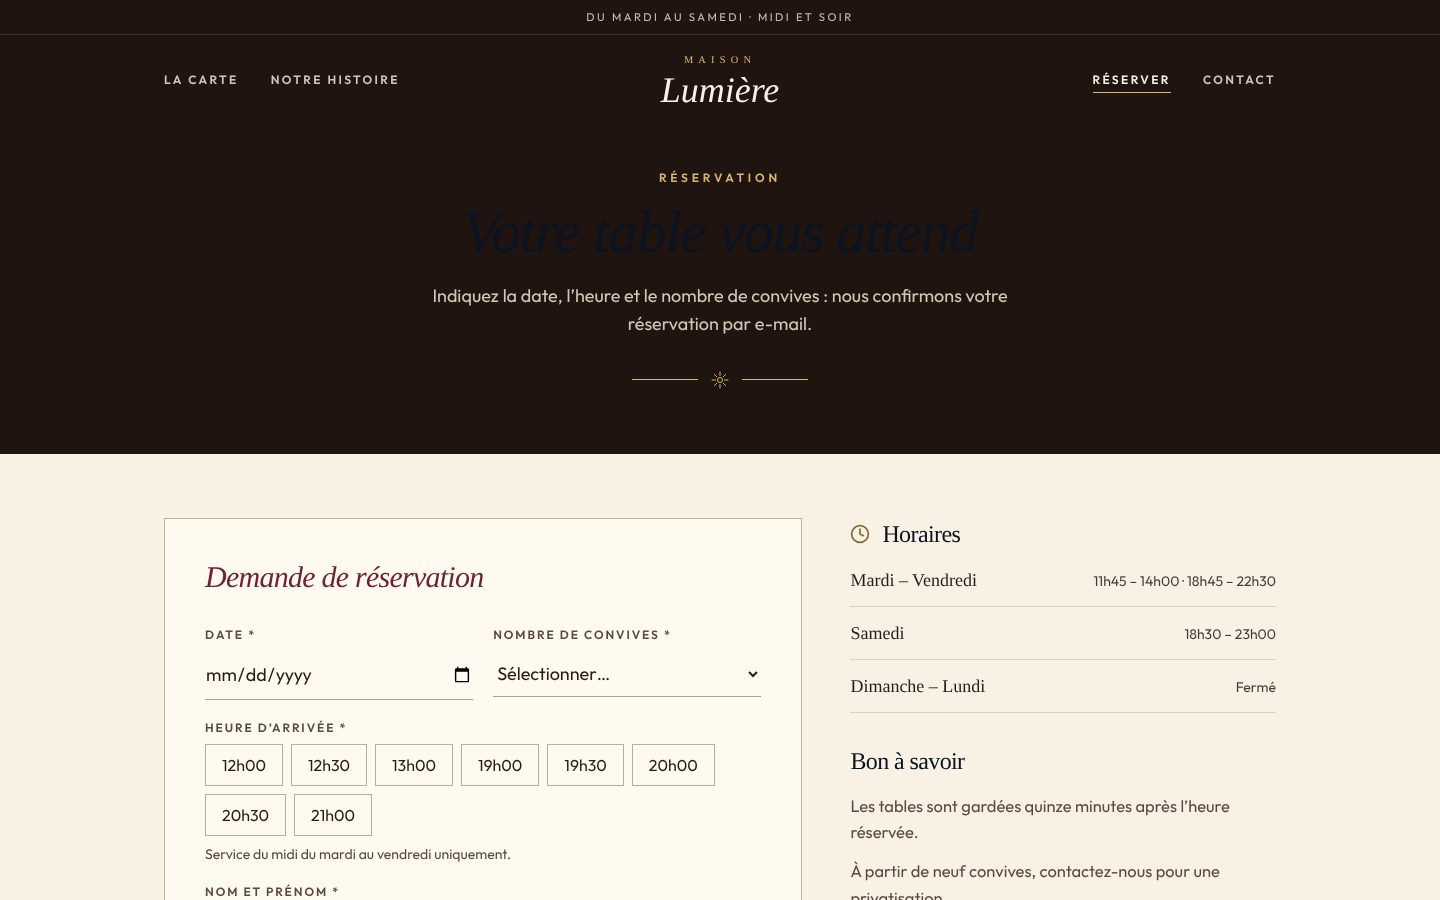 DU MARDI AU SAMEDI · MIDI ET SOIR
LA CARTE
NOTRE HISTOIRE
MAISON
Lumière
RÉSERVER
CONTACT
RÉSERVATION
Votre table vous attend
Indiquez la date, l’heure et le nombre de convives : nous confirmons votre
réservation par e-mail.
Demande de réservation
DATE *
NOMBRE DE CONVIVES *
mm/dd/yyyy
Sélectionner…
HEURE D’ARRIVÉE *
12h00
12h30
13h00
19h00
19h30
20h00
20h30
21h00
Service du midi du mardi au vendredi uniquement.
NOM ET PRÉNOM *
Horaires
Mardi – Vendredi
11h45 – 14h00 · 18h45 – 22h30
Samedi
18h30 – 23h00
Dimanche – Lundi
Fermé
Bon à savoir
Les tables sont gardées quinze minutes après l’heure
réservée.
À partir de neuf convives, contactez-nous pour une
privatisation.